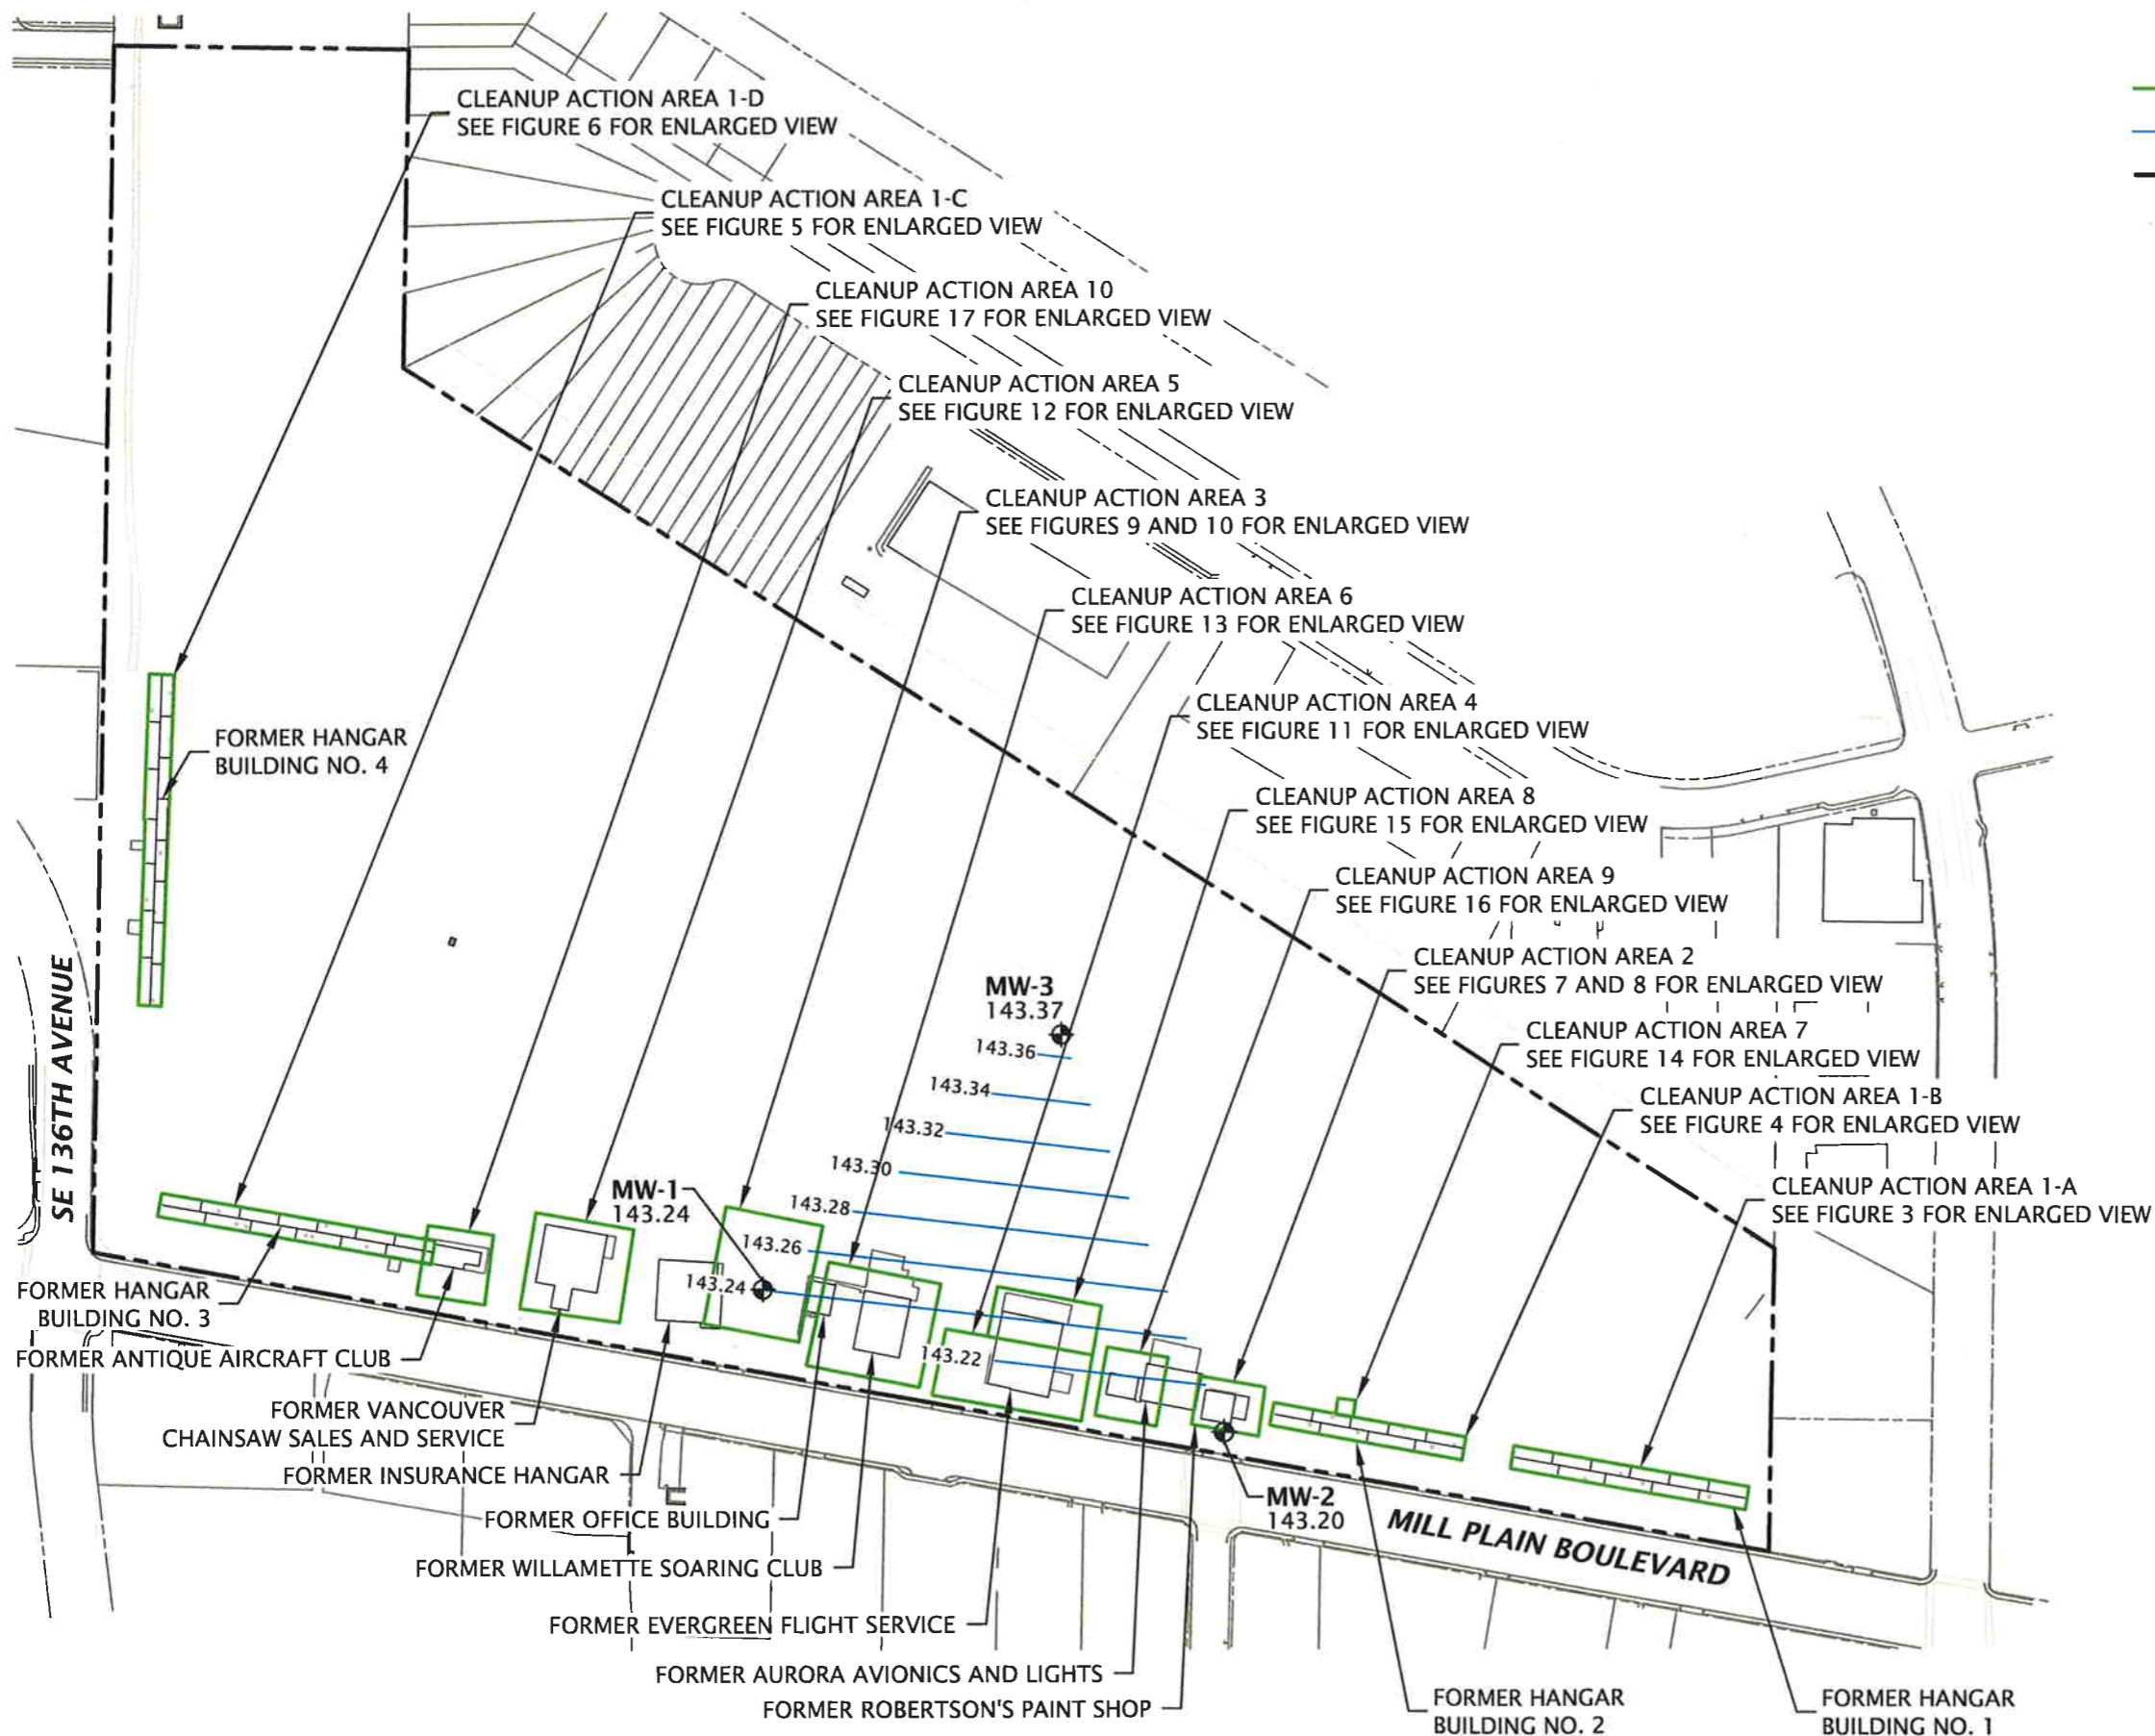 CLEANUP ACTION AREA 1-D
SEE FIGURE 6 FOR ENLARGED VIEW
CLEANUP ACTION AREA 1-C
SEE FIGURE 5 FOR ENLARGED VIEW
CLEANUP ACTION AREA 10
SEE FIGURE 17 FOR ENLARGED VIEW
CLEANUP ACTION AREA 5
SEE FIGURE 12 FOR ENLARGED VIEW
CLEANUP ACTION AREA 3
SEE FIGURES 9 AND 10 FOR ENLARGED VIEW
CLEANUP ACTION AREA 6
SEE FIGURE 13 FOR ENLARGED VIEW
CLEANUP ACTION AREA 4
SEE FIGURE 11 FOR ENLARGED VIEW
FORMER HANGAR
BUILDING NO. 4
CLEANUP ACTION AREA 8
SEE FIGURE 15 FOR ENLARGED VIEW
CLEANUP ACTION AREA 9
SEE FIGURE 16 FOR ENLARGED VIEW
CLEANUP ACTION AREA 2
SEE FIGURES 7 AND 8 FOR ENLARGED VIEW
SE 136TH AVENUE
MW-3
143.37
CLEANUP ACTION AREA 7
SEE FIGURE 14 FOR ENLARGED VIEW
143.36
143.34
CLEANUP ACTION AREA 1-B
SEE FIGURE 4 FOR ENLARGED VIEW
143.32
143.30
CLEANUP ACTION AREA 1-A
SEE FIGURE 3 FOR ENLARGED VIEW
MW-1
143.24
143.28
143.26
143.24
143.22
FORMER HANGAR
BUILDING NO. 3
FORMER ANTIQUE AIRCRAFT CLUB
FORMER VANCOUVER
CHAINSAW SALES AND SERVICE
FORMER INSURANCE HANGAR
FORMER OFFICE BUILDING
FORMER WILLAMETTE SOARING CLUB
FORMER EVERGREEN FLIGHT SERVICE
FORMER AURORA AVIONICS AND LIGHTS
FORMER ROBERTSON'S PAINT SHOP
MW-2
143.20
MILL PLAIN BOULEVARD
FORMER HANGAR
BUILDING NO. 2
FORMER HANGAR
BUILDING NO. 1